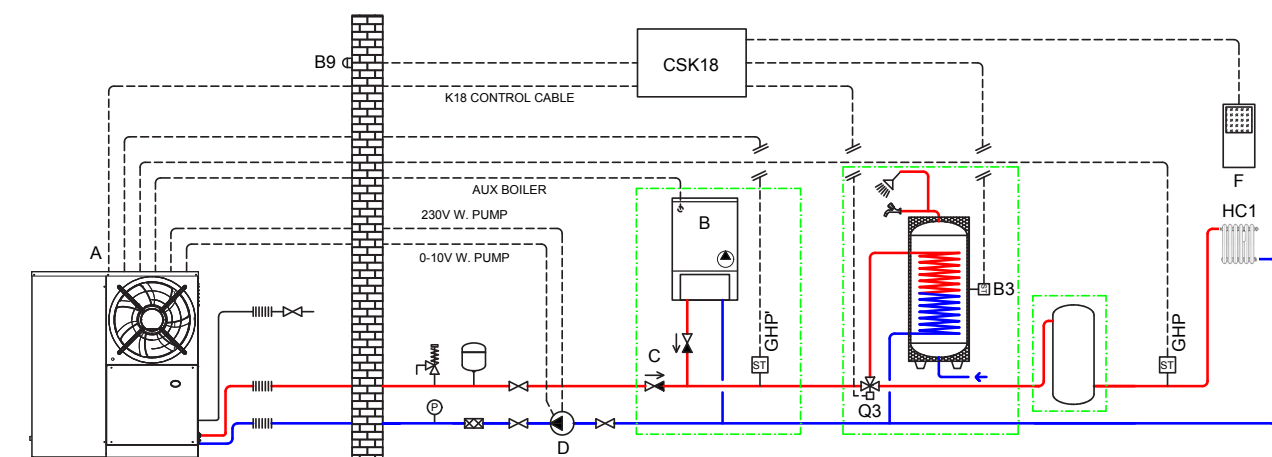 B9
CSK18
K18 CONTROL CABLE
F
AUX BOILER
B
230V W. PUMP
HC1
A
0-10V W. PUMP
ST
B3
GHP'
GHP
C
ST
ST
Q3
P
D